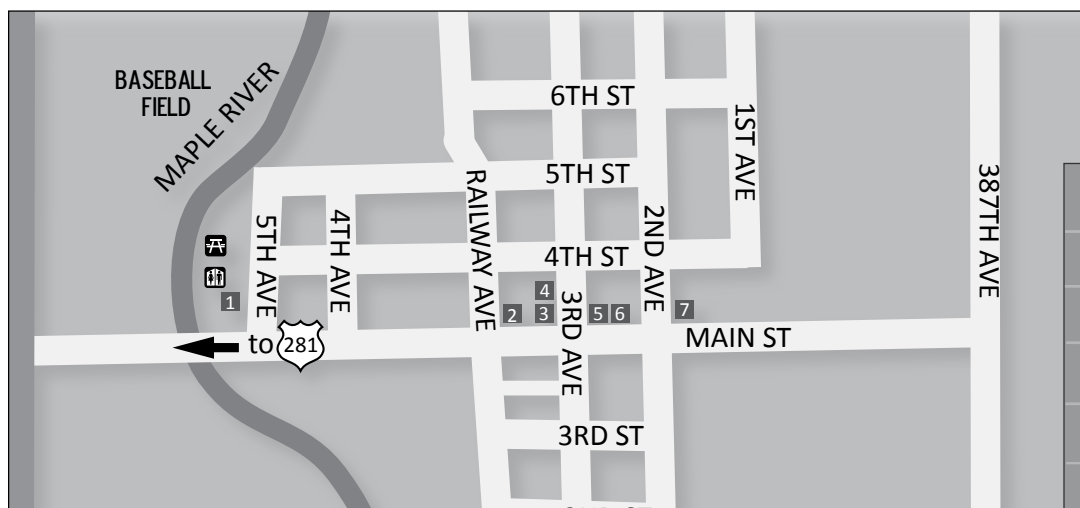 BASEBALL
FIELD
MAPLE RIVER
6TH ST
1ST AVE
5TH ST
RAILWAY AVE
387TH AVE
5TH AVE
4TH AVE
2ND AVE
4TH ST
1
2
4
3
3RD AVE
5
6
7
to 281
MAIN ST
3RD ST